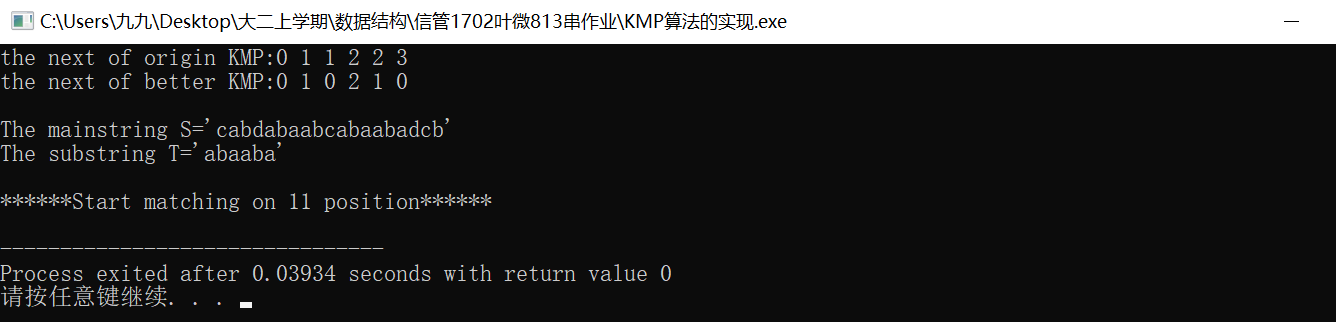 C:\Users\九九\Desktop\大二上学期\数据结构\信管1702叶微813串作业\KMP算法的实现.exe
the next of origin KMP:0 1 1 2 2 3
the next of better KMP:0 1 0 2 1 0
The mainstring S='cabdabaabcabaabadcb'
The substring T='abaaba'
******Start matching on 11 position******
--------------------------------
Process exited after 0.03934 seconds with return value 0
请按任意键继续. . .